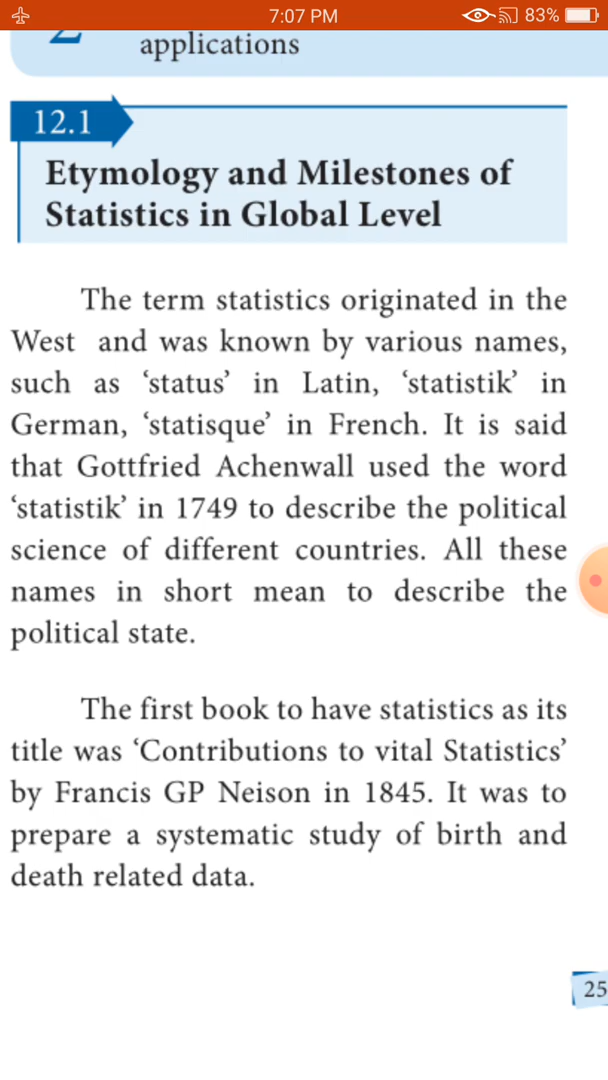 7:07 PM
83%
applications
12.1
Etymology and Milestones of
Statistics in Global Level
The term statistics originated in the
West and was known by various names,
such as ‘status’ in Latin, ‘statistik’ in
German, ‘statisque’ in French. It is said
that Gottfried Achenwall used the word
‘statistik’ in 1749 to describe the political
science of different countries. All these
names in short mean to describe the
political state.
The first book to have statistics as its
title was ‘Contributions to vital Statistics’
by Francis GP Neison in 1845. It was to
prepare a systematic study of birth and
death related data.
25